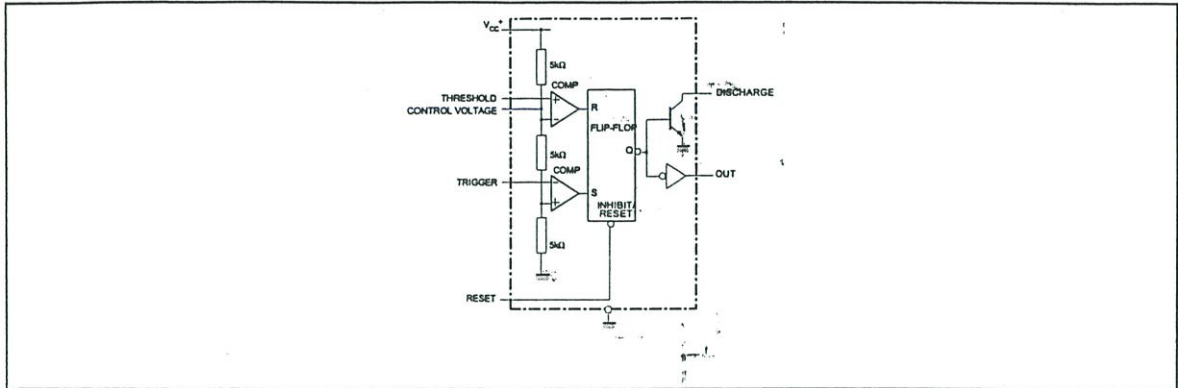 Vcc+
5kΩ
COMP
THRESHOLD
CONTROL VOLTAGE
+
−
R
DISCHARGE
FLIP-FLOP
Q
5kΩ
COMP
TRIGGER
−
+
S
OUT
INHIBIT/
RESET
5kΩ
RESET